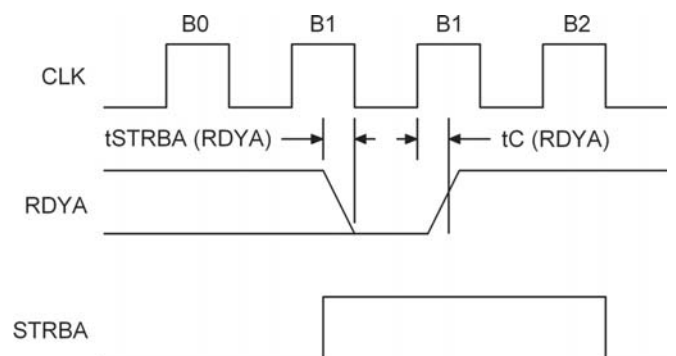 B0 B1 B1 B2
CLK
tSTRBA (RDYA) tC (RDYA)
RDYA
STRBA